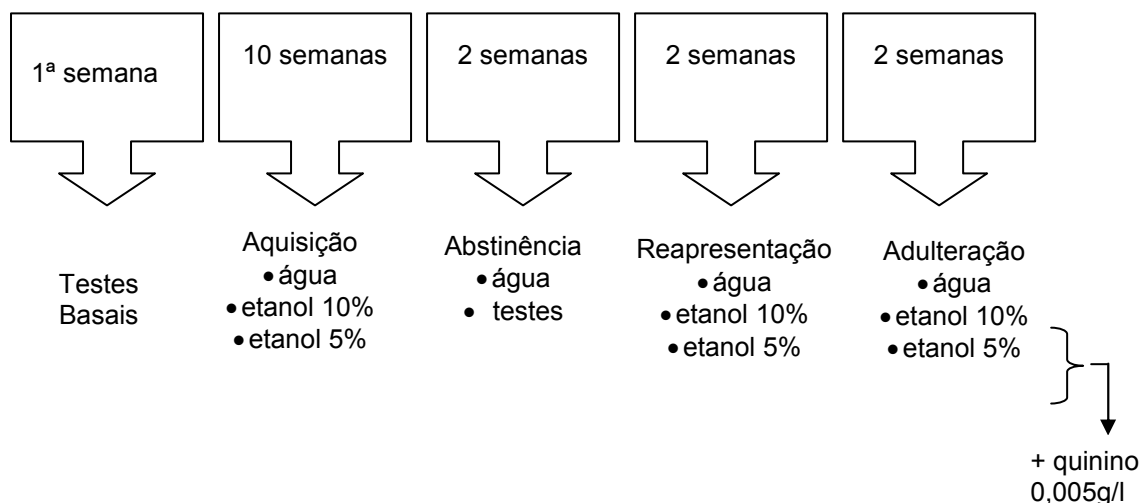 1ª semana
10 semanas
2 semanas
2 semanas
2 semanas
Testes
Basais
Aquisição
• água
• etanol 10%
• etanol 5%
Abstinência
• água
• testes
Reapresentação
• água
• etanol 10%
• etanol 5%
Adulteração
• água
• etanol 10%
• etanol 5%
+ quinino
0,005g/l